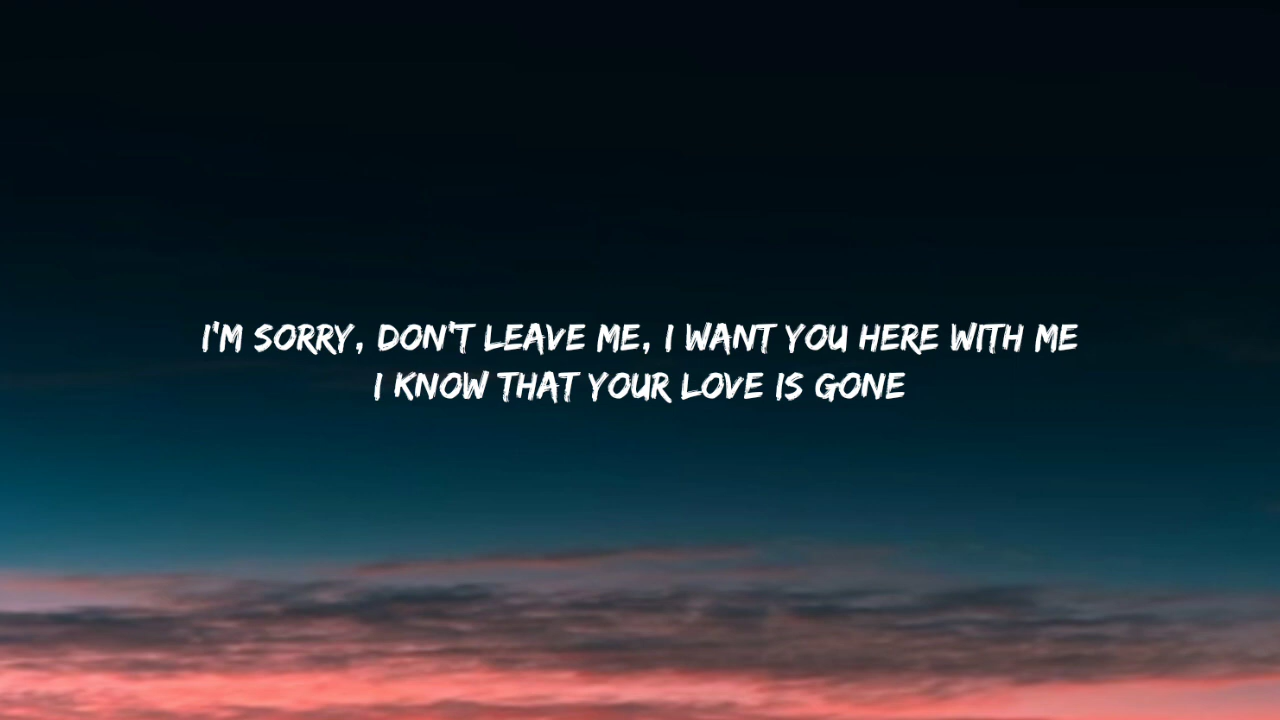 I'M SORRY, DON'T LEAVE ME, I WANT YOU HERE WITH ME
I KNOW THAT YOUR LOVE IS GONE